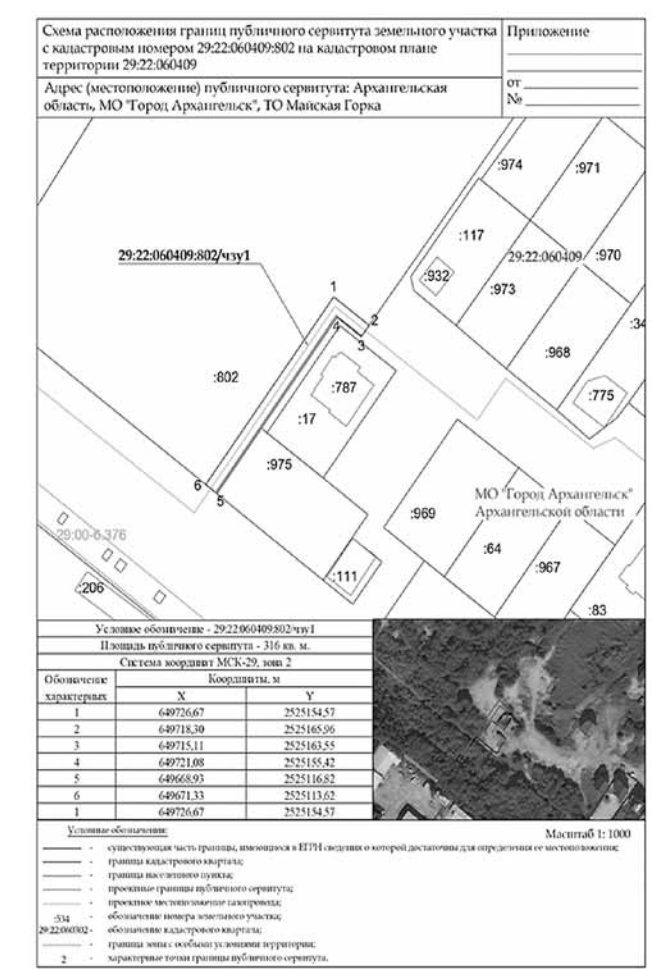 Схема расположения границ публичного сервитута земельного участка
с кадастровым номером 29:22:060409:802 на кадастровом плане
территории 29:22:060409
Приложение
от
№
Адрес (местоположение) публичного сервитута: Архангельская
область, МО "Город Архангельск", ТО Майская Горка
:974
:971
:117
29:22:060409
:970
:932
:973
29:22:060409:802/чзу1
1
2
4
3
:34
:968
:802
:787
:775
:17
:975
6
5
МО "Город Архангельск"
Архангельской области
:969
29:00-6.376
:64
:967
:111
:206
:83
Условное обозначение - 29:22:060409:802/чзу1
Площадь публичного сервитута - 316 кв. м.
Система координат МСК-29, зона 2
Обозначение характерных
Координаты, м
X Y
1 649726,67 2525154,57
2 649718,30 2525165,96
3 649715,11 2525163,55
4 649721,08 2525155,42
5 649668,93 2525116,82
6 649671,33 2525113,62
1 649726,67 2525154,57
Условные обозначения:
Масштаб 1: 1000
- существующая часть границы, имеющиеся в ЕГРН сведения о которой достаточны для определения ее местоположения;
- граница кадастрового квартала;
- граница населенного пункта;
- проектные границы публичного сервитута;
- проектное местоположение газопровода;
:534 - обозначение номера земельного участка;
29:22:060302 - обозначение кадастрового квартала;
- граница зоны с особыми условиями территории;
2 - характерные точки границы публичного сервитута.